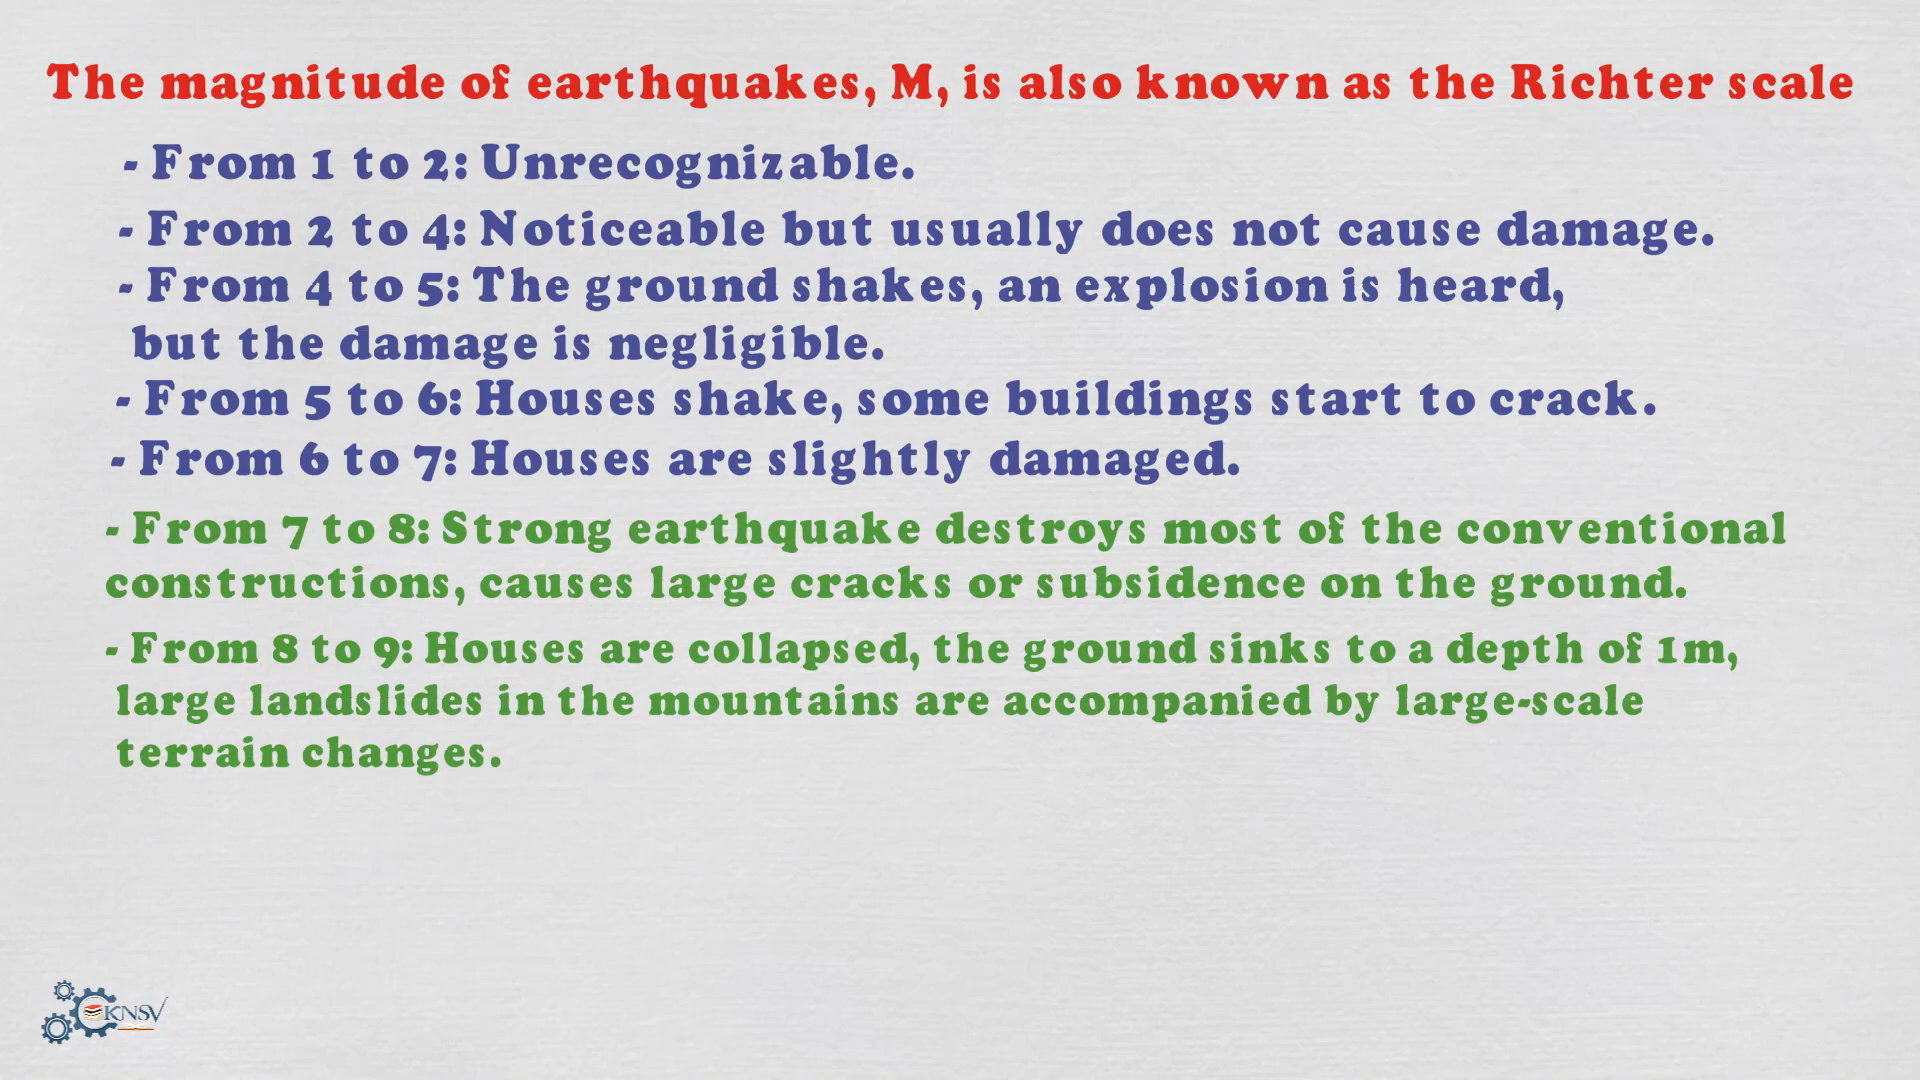 The magnitude of earthquakes, M, is also known as the Richter scale
- From 1 to 2: Unrecognizable.
- From 2 to 4: Noticeable but usually does not cause damage.
- From 4 to 5: The ground shakes, an explosion is heard,
but the damage is negligible.
- From 5 to 6: Houses shake, some buildings start to crack.
- From 6 to 7: Houses are slightly damaged.
- From 7 to 8: Strong earthquake destroys most of the conventional
constructions, causes large cracks or subsidence on the ground.
- From 8 to 9: Houses are collapsed, the ground sinks to a depth of 1m,
large landslides in the mountains are accompanied by large-scale
terrain changes.
KNSV